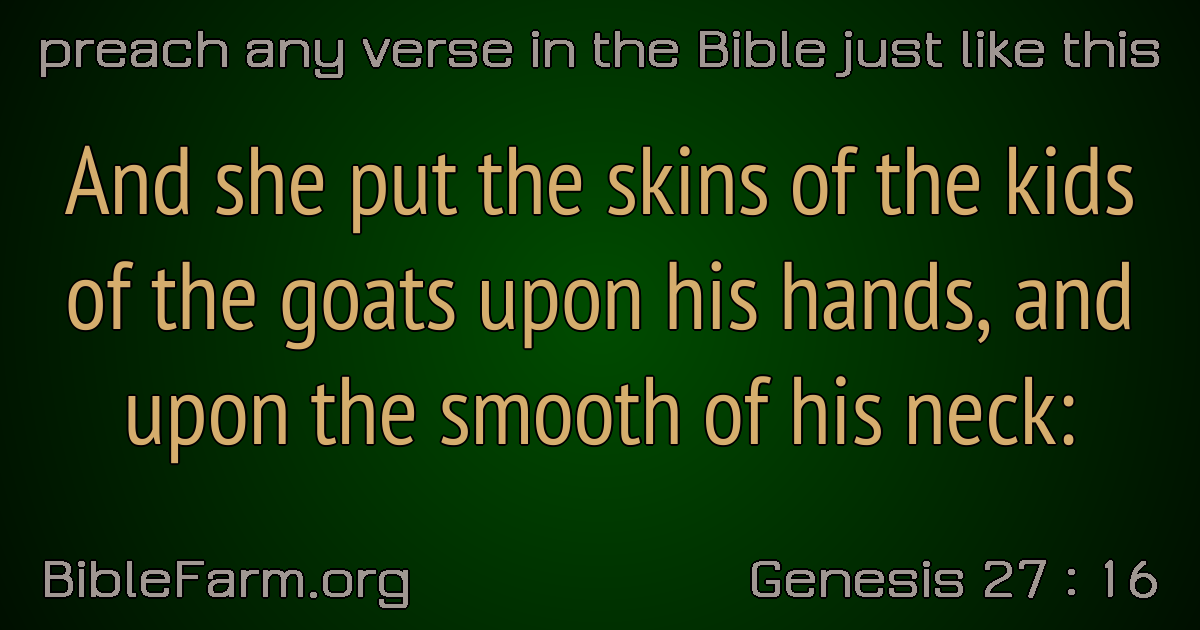 preach any verse in the Bible just like this
And she put the skins of the kids
of the goats upon his hands, and
upon the smooth of his neck:
BibleFarm.org
Genesis 27 : 16